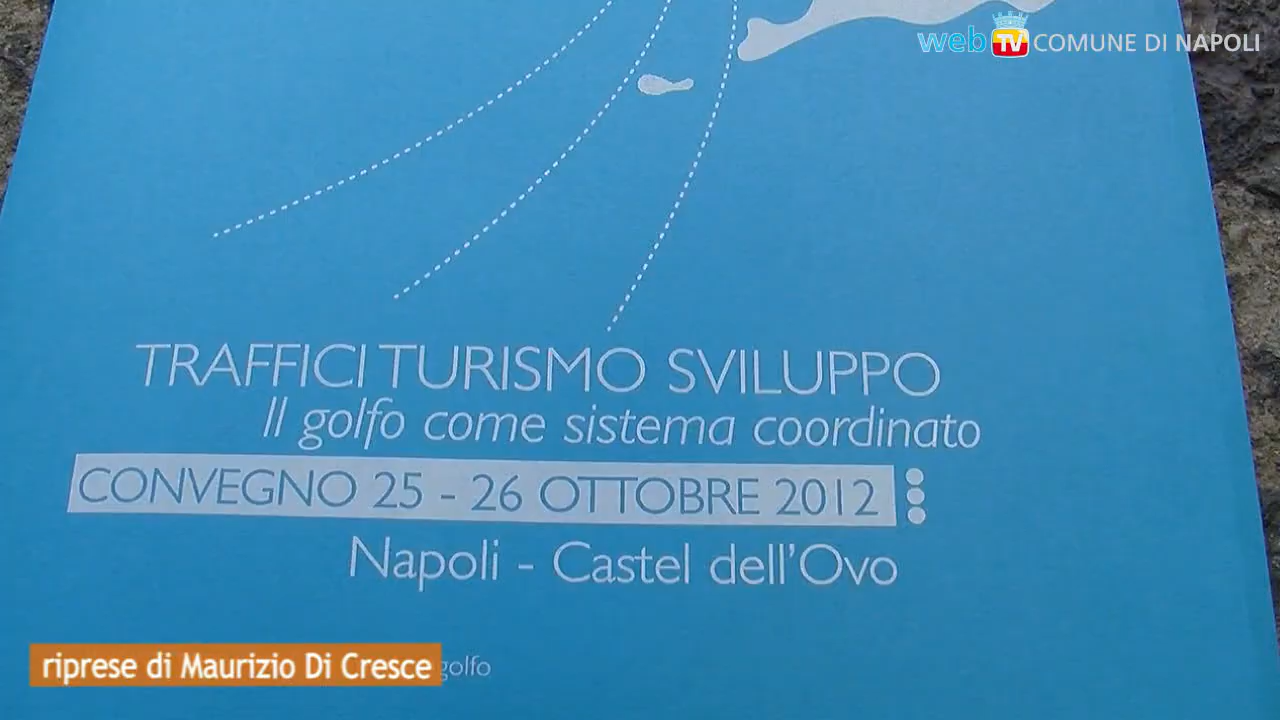 web TV COMUNE DI NAPOLI
TRAFFICI TURISMO SVILUPPO
Il golfo come sistema coordinato
CONVEGNO 25 - 26 OTTOBRE 2012
Napoli - Castel dell'Ovo
riprese di Maurizio Di Cresce golfo